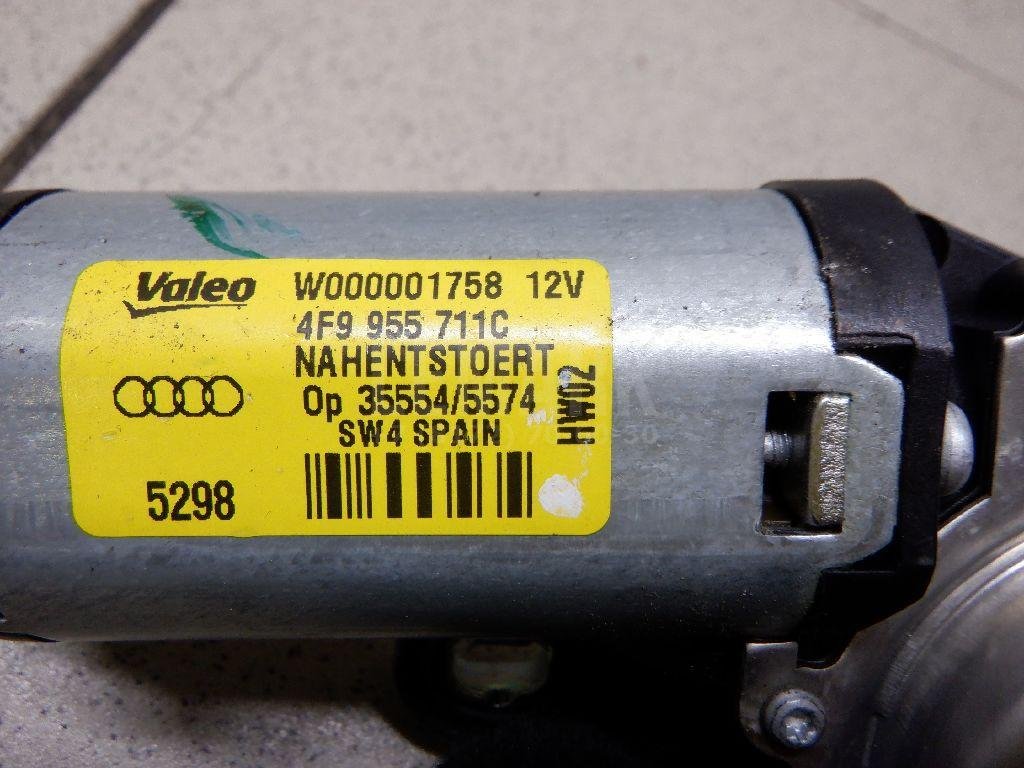 Valeo W000001758 12V
4F9 955 711C
NAHENTSTOERT
Op 35554/5574
SW4 SPAIN
HW02
5298